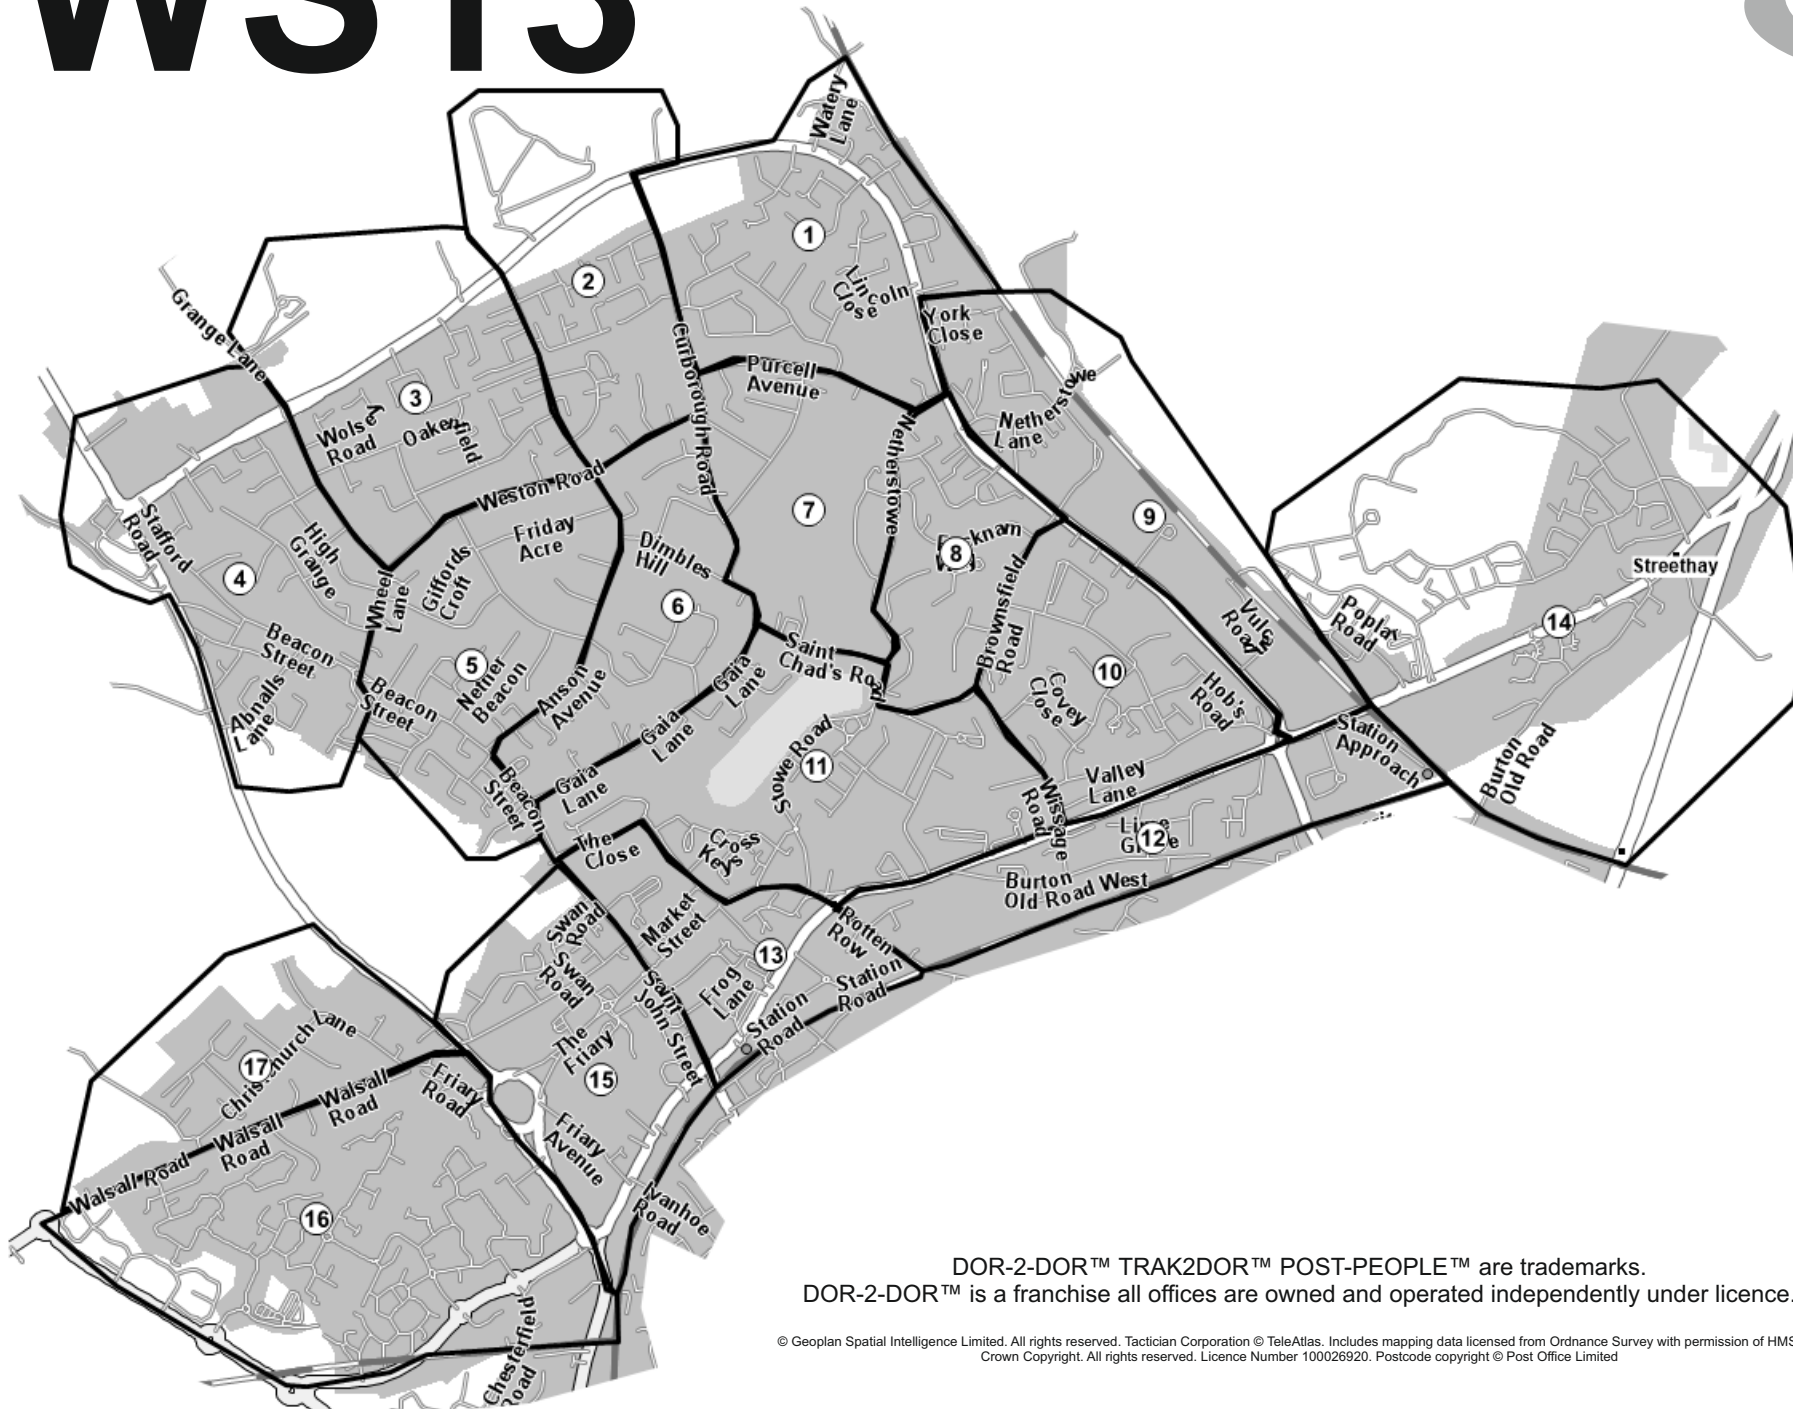 WS13
Watery
Lane
1
2
Lincoln
Close
York
Close
Grange Lane
Curborough Road
Purcell
Avenue
3
Wolsey
Road
Oakenfield
Netherstowe
Lane
Netherstowe
Weston Road
7
9
Stafford
Road
High
Grange
Friday
Acre
Dimbles
Hill
8
Brownsfield
Road
Streethay
4
Wheel
Lane
Giffords
Croft
6
Poplar
Road
14
Beacon
Street
5
Netner
Beacon
Saint
Chad's Road
Gaia
Lane
10
Covey
Close
Hob's
Road
Abnalls
Lane
Beacon
Street
Anson
Avenue
Gaia
Lane
Stowe Road
11
Station
Approach
Burton
Old Road
Gaia
Lane
Beacon
Street
Valley
Lane
Wissage
Road
The
Close
Cross
Keys
12
Burton
Old Road West
Swan
Road
Market
Street
Rotten
Row
13
Swan
Road
Frog
Lane
Station
Road
Saint
John Street
Station
Road
The
Friary
15
17
Christchurch Lane
Friary
Road
Walsall
Road
Walsall
Road
Walsall Road
Friary
Avenue
Ivanhoe
Road
16
Chesterfield
Road
DOR-2-DOR™ TRAK2DOR™ POST-PEOPLE™ are trademarks.
DOR-2-DOR™ is a franchise all offices are owned and operated independently under licence.
© Geoplan Spatial Intelligence Limited. All rights reserved. Tactician Corporation © TeleAtlas. Includes mapping data licensed from Ordnance Survey with permission of HMS
Crown Copyright. All rights reserved. Licence Number 100026920. Postcode copyright © Post Office Limited